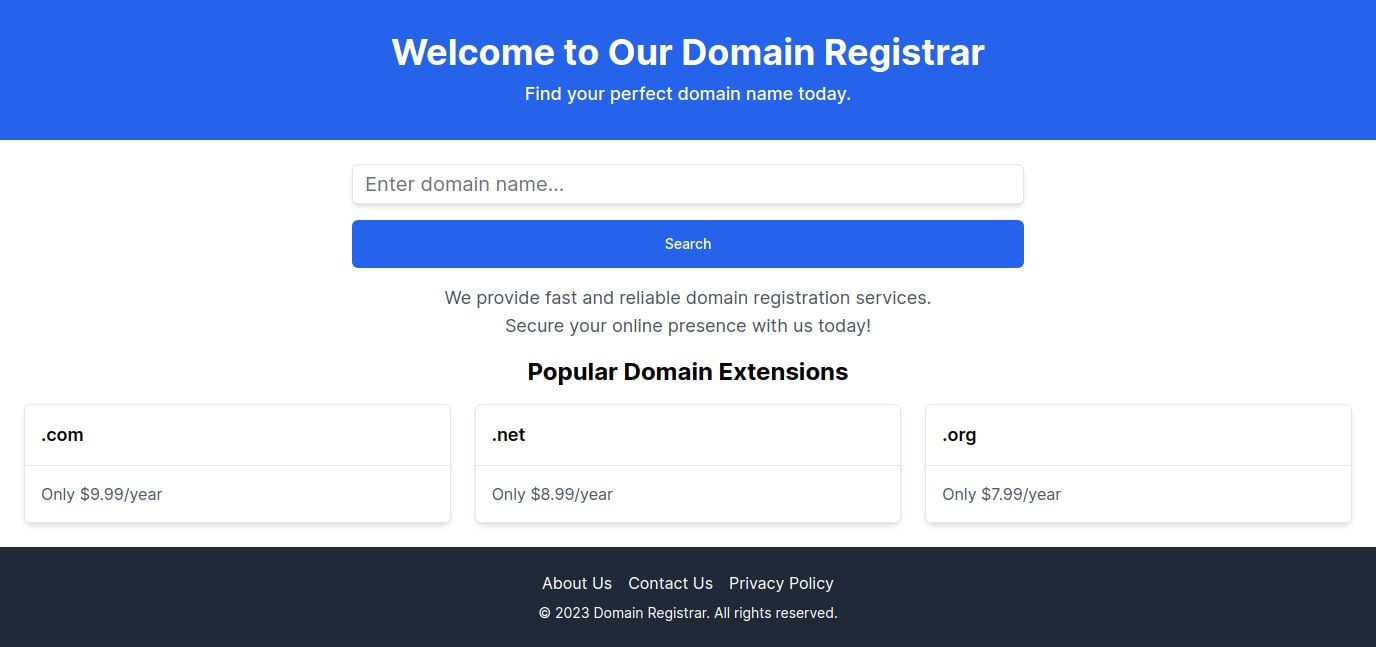 Welcome to Our Domain Registrar
Find your perfect domain name today.
Enter domain name...
Search
We provide fast and reliable domain registration services.
Secure your online presence with us today!
Popular Domain Extensions
.com
Only $9.99/year
.net
Only $8.99/year
.org
Only $7.99/year
About Us Contact Us Privacy Policy
© 2023 Domain Registrar. All rights reserved.